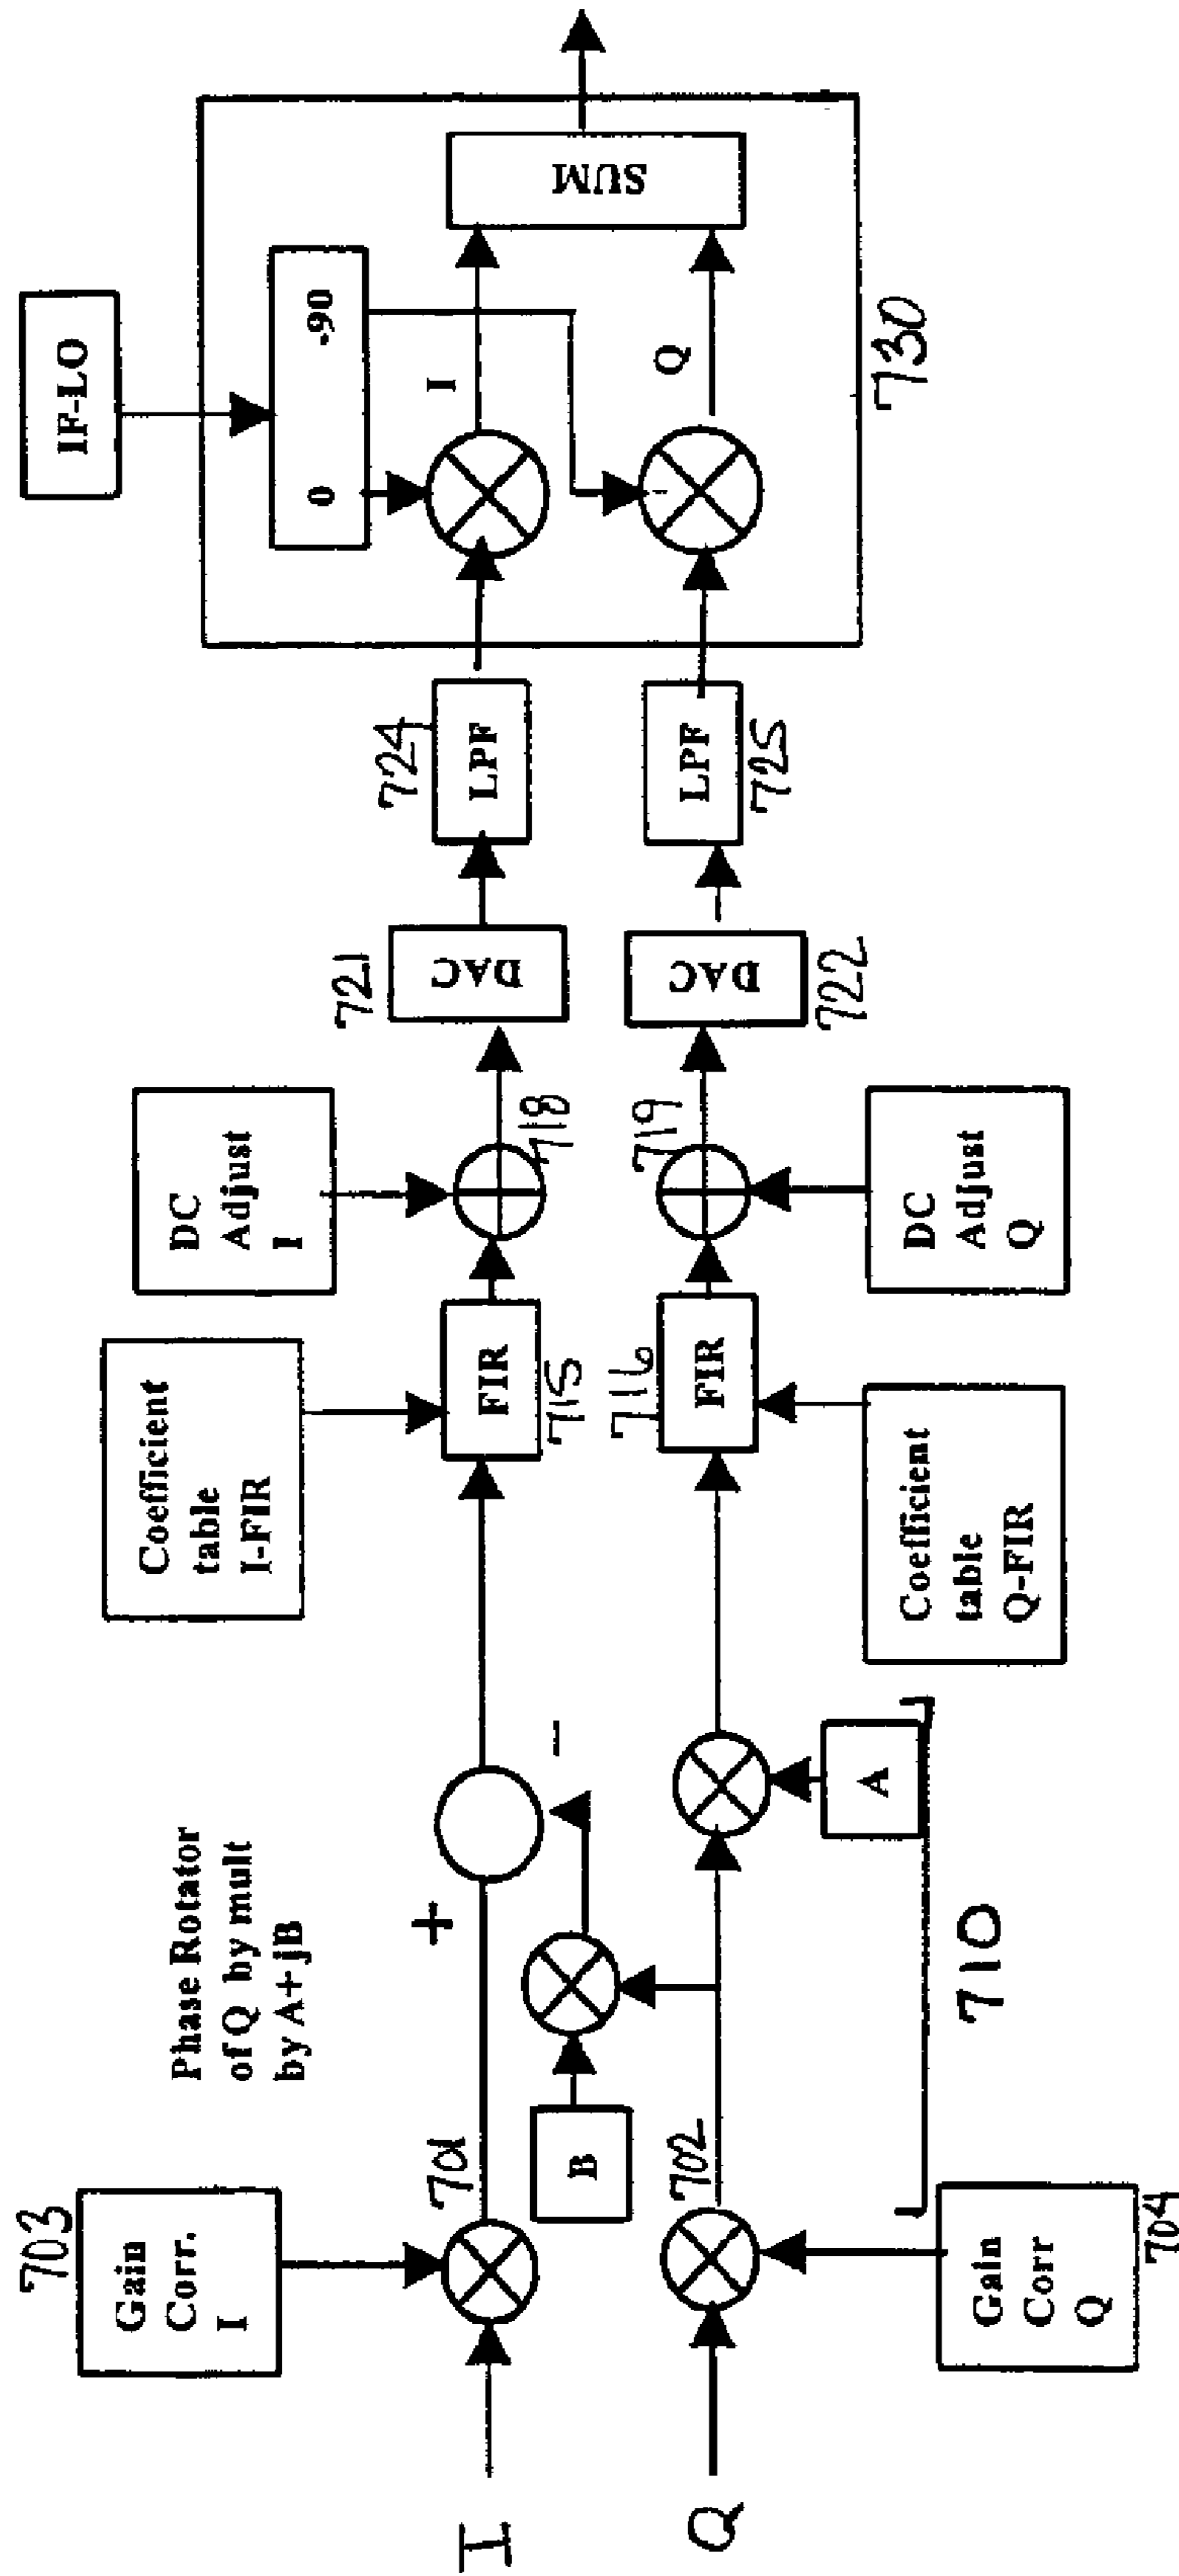 703
Gain
Corr.
I
Phase Rotator
of Q by mult
by A+jB
Coefficient
table
I-FIR
DC
Adjust
I
IF-LO
0 -90
I
701
+
-
FIR
715
718
721
DAC
724
LPF
I
SUM
B
Q
702
A
710
716
FIR
719
DAC
722
LPF
725
Q
730
Gain
Corr
Q
704
Coefficient
table
Q-FIR
DC
Adjust
Q